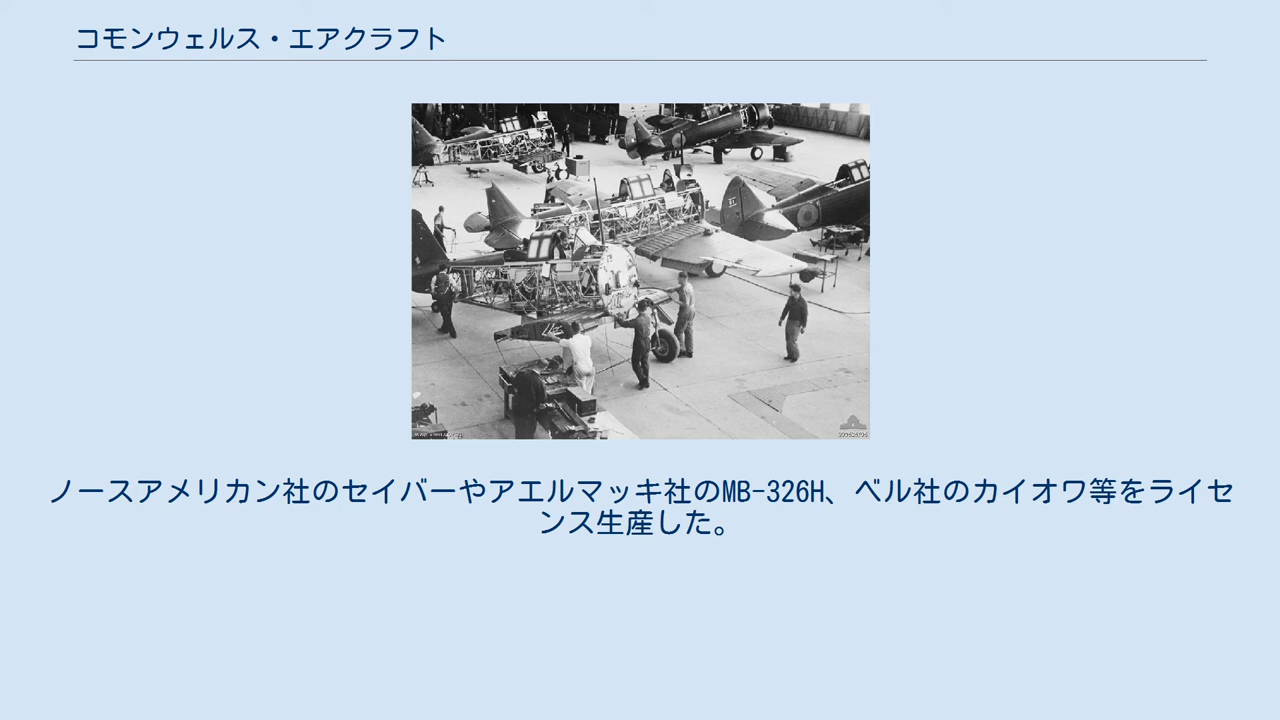 コモンウェルス・エアクラフト
ノースアメリカン社のセイバーやアエルマッキ社のMB-326H、ベル社のカイオワ等をライセ
ンス生産した。